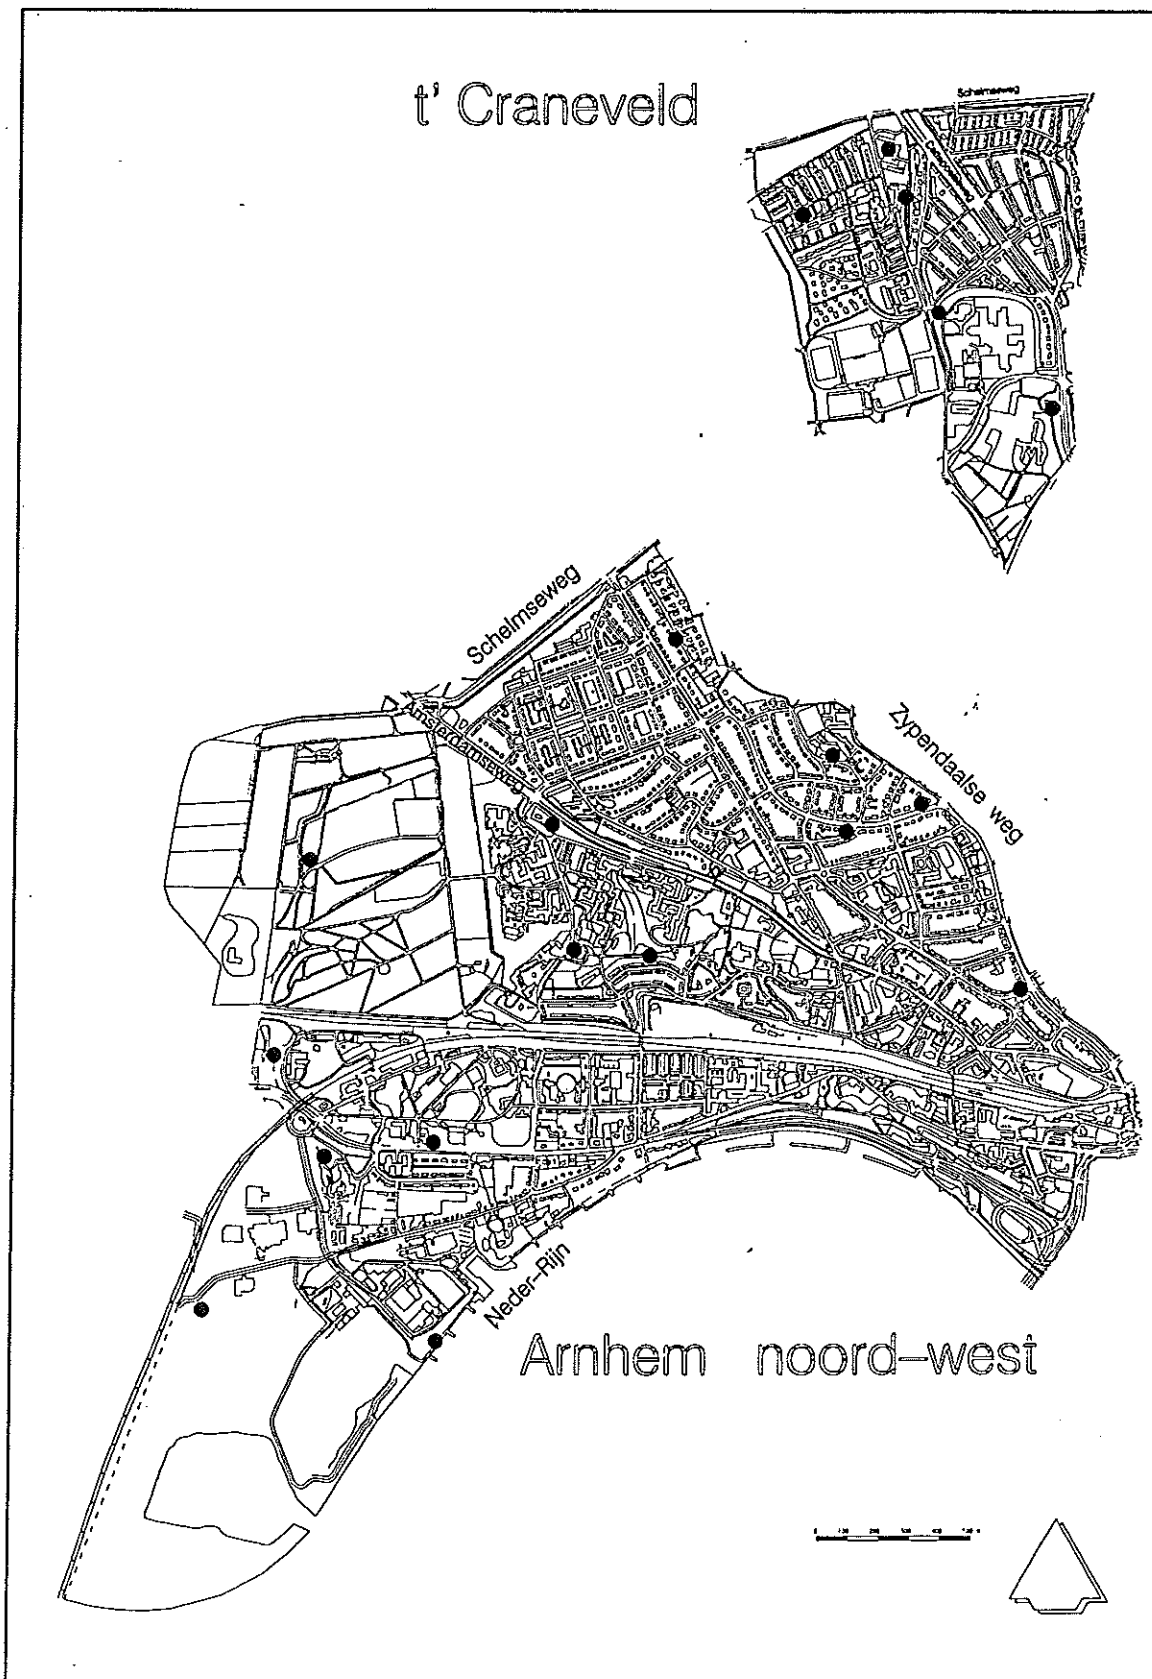 t' Craneveld
Schelmseweg
Schelmseweg
Amsterdamseweg
Zypendaalse weg
Neder-Rijn
Arnhem noord-west